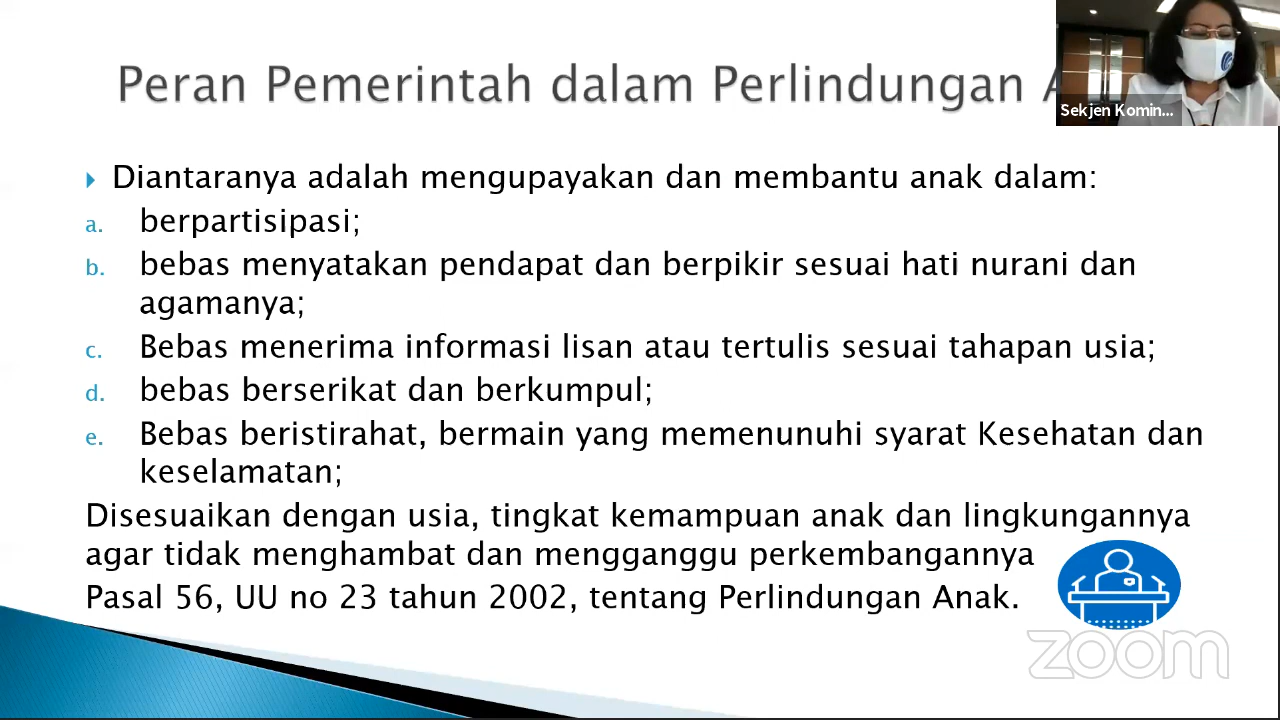 Peran Pemerintah dalam Perlindungan
Sekjen Komin...
Diantaranya adalah mengupayakan dan membantu anak dalam:
a. berpartisipasi;
b. bebas menyatakan pendapat dan berpikir sesuai hati nurani dan
agamanya;
c. Bebas menerima informasi lisan atau tertulis sesuai tahapan usia;
d. bebas berserikat dan berkumpul;
e. Bebas beristirahat, bermain yang memenunuhi syarat Kesehatan dan
keselamatan;
Disesuaikan dengan usia, tingkat kemampuan anak dan lingkungannya
agar tidak menghambat dan mengganggu perkembangannya
Pasal 56, UU no 23 tahun 2002, tentang Perlindungan Anak.
zoom